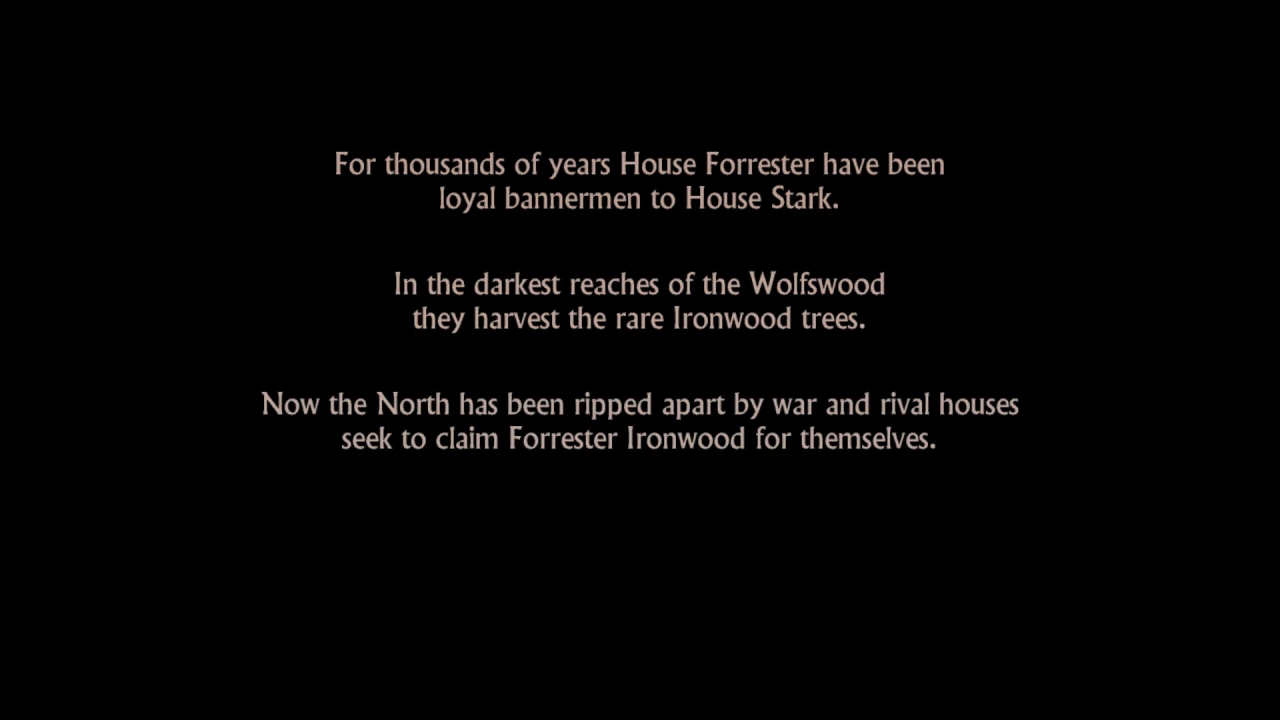 For thousands of years House Forrester have been
loyal bannermen to House Stark.
In the darkest reaches of the Wolfswood
they harvest the rare Ironwood trees.
Now the North has been ripped apart by war and rival houses
seek to claim Forrester Ironwood for themselves.